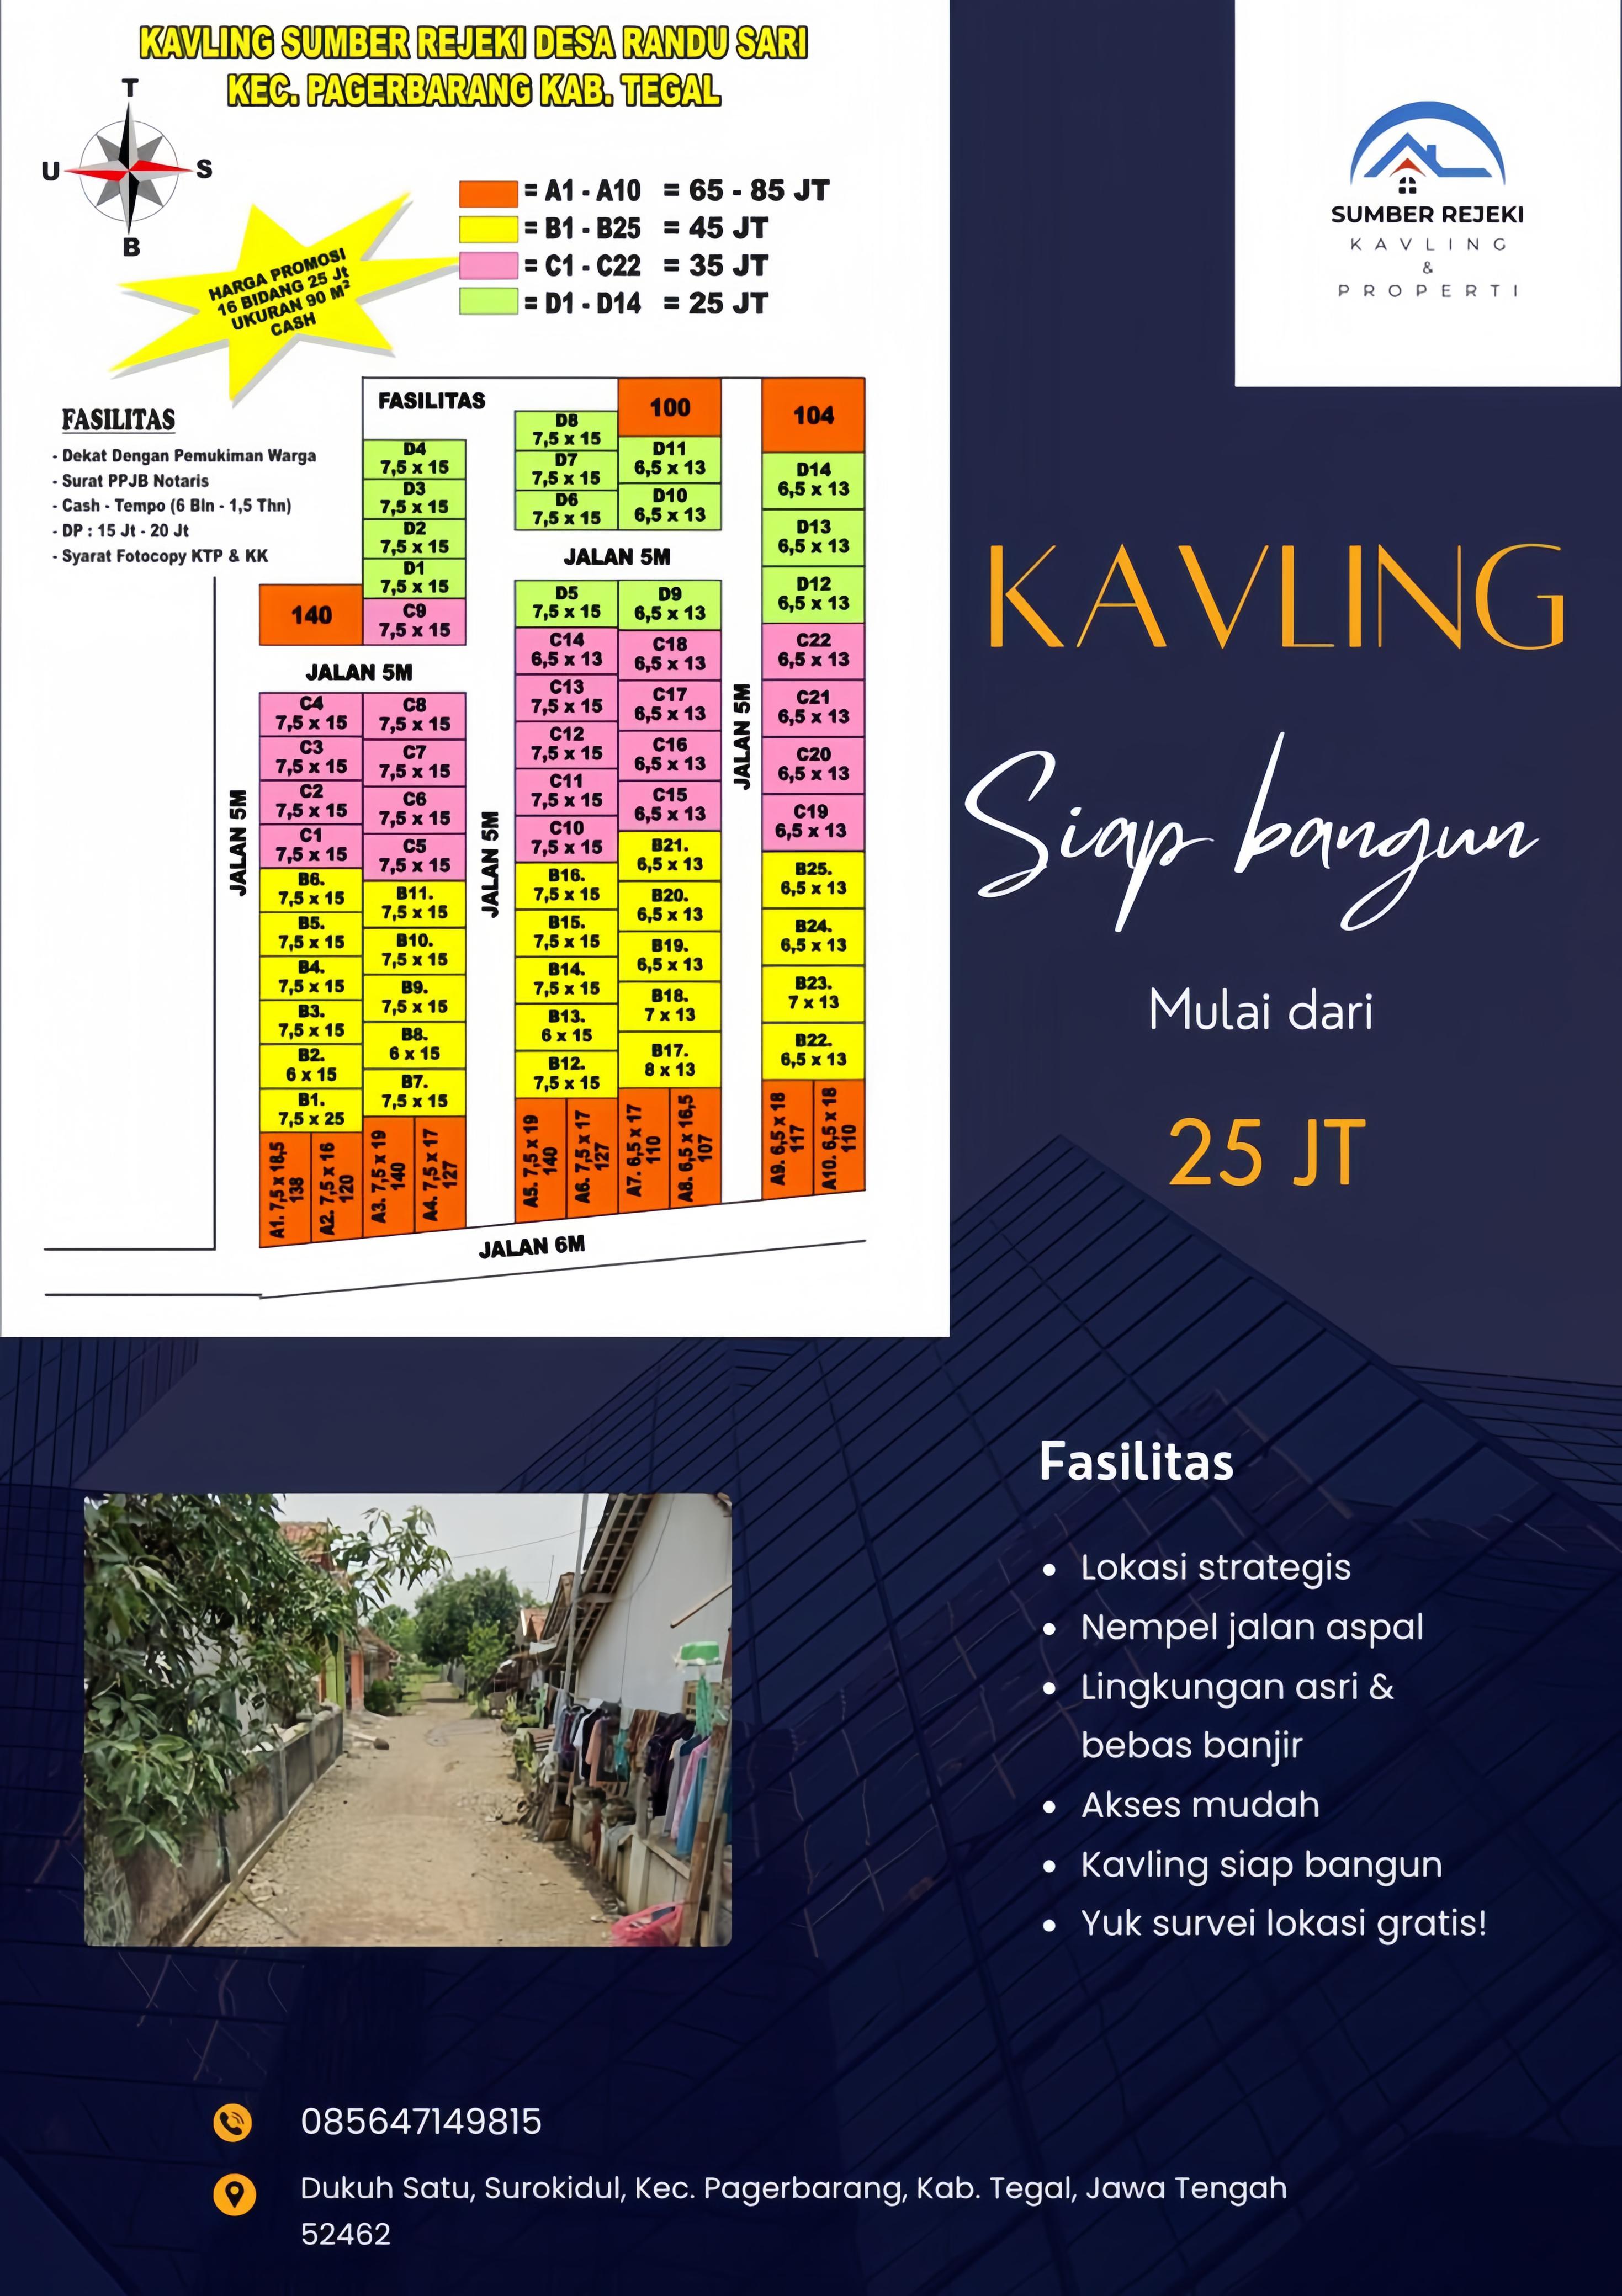 KAVLING SUMBER REJEKI DESA RANDU SARI
KEC. PAGERBARANG KAB. TEGAL
T
U
S
B
HARGA PROMOSI
16 BIDANG 25 Jt
UKURAN 90 M²
CASH
= A1 - A10 = 65 - 85 JT
= B1 - B25 = 45 JT
= C1 - C22 = 35 JT
= D1 - D14 = 25 JT
FASILITAS
- Dekat Dengan Pemukiman Warga
- Surat PPJB Notaris
- Cash - Tempo (6 Bln - 1,5 Thn)
- DP : 15 Jt - 20 Jt
- Syarat Fotocopy KTP & KK
JALAN 5M
140
JALAN 5M
C4
7,5 x 15
C3
7,5 x 15
C2
7,5 x 15
C1
7,5 x 15
B6.
7,5 x 15
B5.
7,5 x 15
B4.
7,5 x 15
B3.
7,5 x 15
B2.
6 x 15
B1.
7,5 x 25
A1. 7,5 x 18,5
138
A2. 7,5 x 16
120
FASILITAS
D4
7,5 x 15
D3
7,5 x 15
D2
7,5 x 15
D1
7,5 x 15
C9
7,5 x 15
C8
7,5 x 15
C7
7,5 x 15
C6
7,5 x 15
C5
7,5 x 15
B11.
7,5 x 15
B10.
7,5 x 15
B9.
7,5 x 15
B8.
6 x 15
B7.
7,5 x 15
A3. 7,5 x 19
140
A4. 7,5 x 17
127
JALAN 5M
D8
7,5 x 15
D7
7,5 x 15
D6
7,5 x 15
JALAN 5M
D5
7,5 x 15
C14
6,5 x 13
C13
7,5 x 15
C12
7,5 x 15
C11
7,5 x 15
C10
7,5 x 15
B16.
7,5 x 15
B15.
7,5 x 15
B14.
7,5 x 15
B13.
6 x 15
B12.
7,5 x 15
A5. 7,5 x 19
140
A6. 7,5 x 17
127
100
D11
6,5 x 13
D10
6,5 x 13
D9
6,5 x 13
C18
6,5 x 13
C17
6,5 x 13
C16
6,5 x 13
C15
6,5 x 13
B21.
6,5 x 13
B20.
6,5 x 13
B19.
6,5 x 13
B18.
7 x 13
B17.
8 x 13
A7. 6,5 x 17
110
A8. 6,5 x 16,5
107
JALAN 5M
104
D14
6,5 x 13
D13
6,5 x 13
D12
6,5 x 13
C22
6,5 x 13
C21
6,5 x 13
C20
6,5 x 13
C19
6,5 x 13
B25.
6,5 x 13
B24.
6,5 x 13
B23.
7 x 13
B22.
6,5 x 13
A9. 6,5 x 18
117
A10. 6,5 x 18
110
JALAN 6M
SUMBER REJEKI
KAVLING
&
PROPERTI
KAVLING
Siap bangun
Mulai dari
25 JT
Fasilitas
• Lokasi strategis
• Nempel jalan aspal
• Lingkungan asri &
bebas banjir
• Akses mudah
• Kavling siap bangun
• Yuk survei lokasi gratis!
085647149815
Dukuh Satu, Surokidul, Kec. Pagerbarang, Kab. Tegal, Jawa Tengah
52462